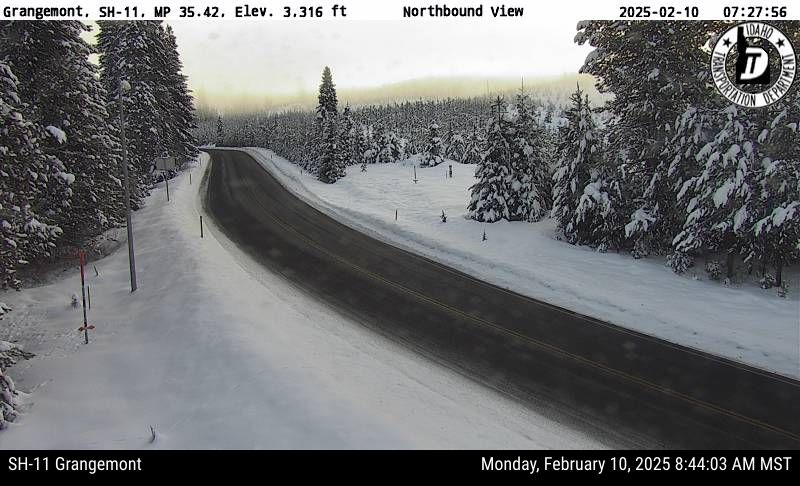 Grangemont, SH-11, MP 35.42, Elev. 3,316 ft Northbound View 2025-02-10 07:27:56
IDAHO
TRANSPORTATION DEPARTMENT
SH-11 Grangemont Monday, February 10, 2025 8:44:03 AM MST